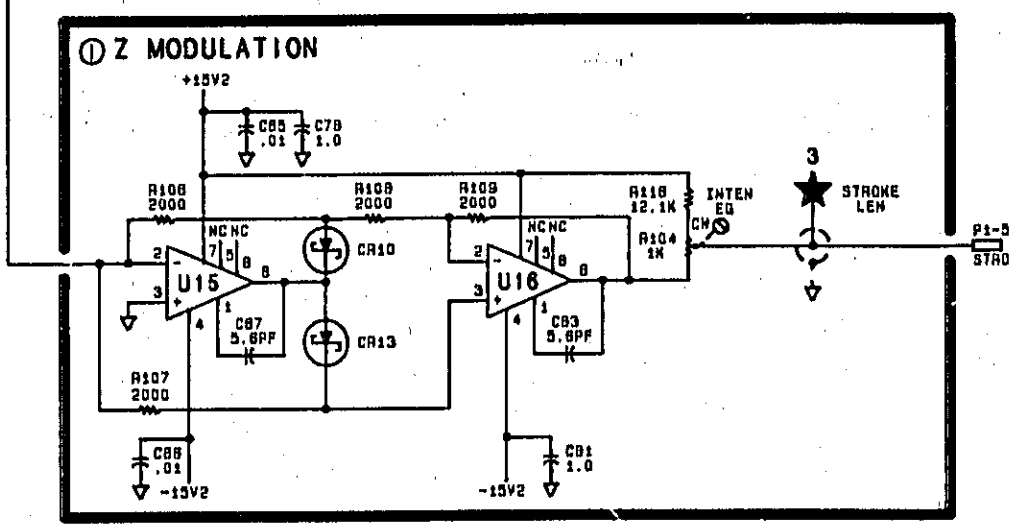 ① Z MODULATION
+15V2
C85
.01
C78
1.0
R106
2000
R108
2000
R109
2000
R118
12.1K
INTEN
EQ
CW
R104
1K
3
STROKE
LEN
P1-5
STRO
NC NC
7 5 8
2
-
U15
6
3
+
1
4
CR10
C87
5.6PF
CR13
R107
2000
NC NC
7 5 8
2
-
U16
6
3
+
1
4
C83
5.6PF
C86
.01
-15V2
C81
1.0
-15V2